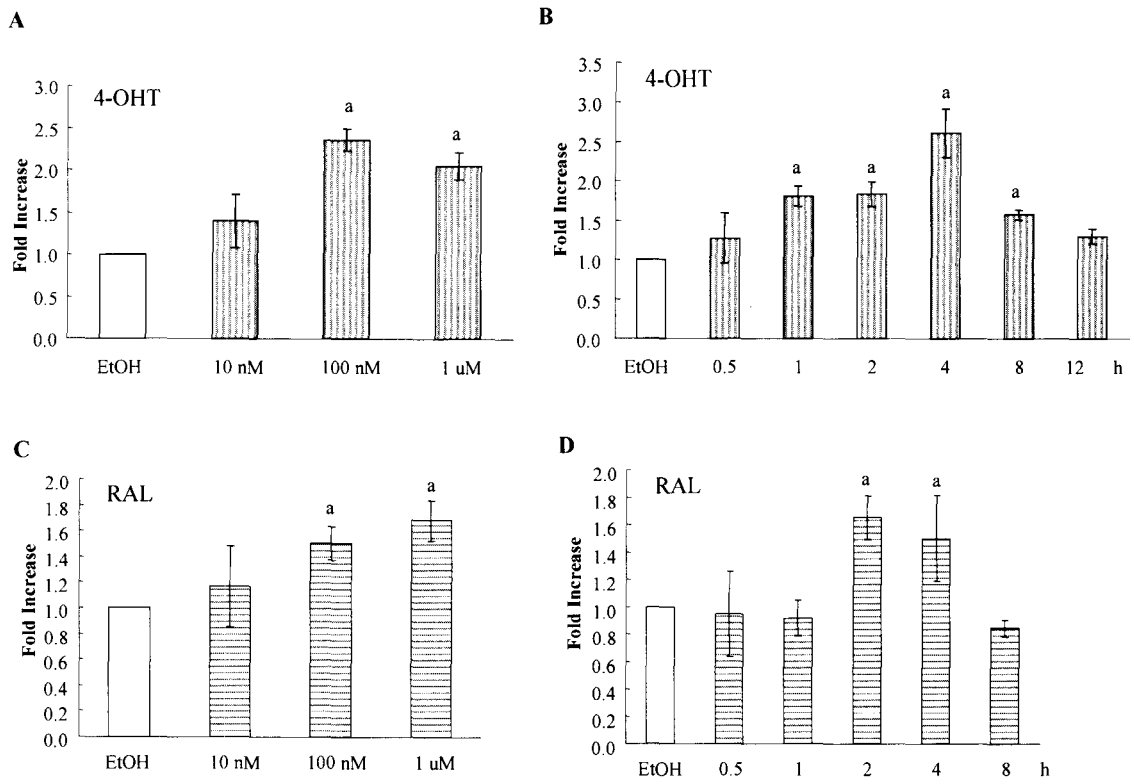 A
4-OHT
Fold Increase
3.0
2.5
2.0
1.5
1.0
0.5
0.0
a
a
EtOH 10 nM 100 nM 1 uM
B
4-OHT
Fold Increase
3.5
3.0
2.5
2.0
1.5
1.0
0.5
0.0
a
a
a
a
EtOH 0.5 1 2 4 8 12 h
C
RAL
Fold Increase
2.0
1.8
1.6
1.4
1.2
1.0
0.8
0.6
0.4
0.2
0.0
a
a
EtOH 10 nM 100 nM 1 uM
D
RAL
Fold Increase
2.0
1.8
1.6
1.4
1.2
1.0
0.8
0.6
0.4
0.2
0.0
a
a
EtOH 0.5 1 2 4 8 h